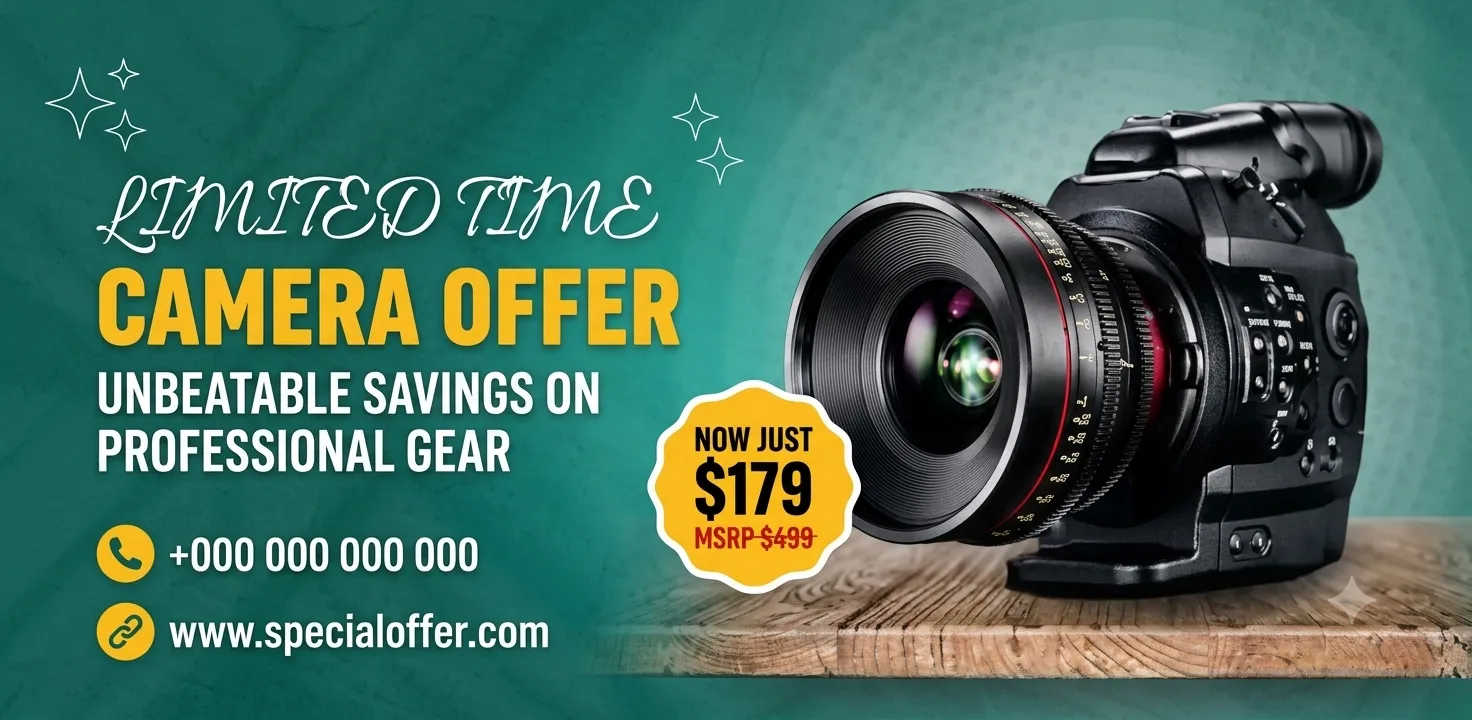 LIMITED TIME
CAMERA OFFER
UNBEATABLE SAVINGS ON
PROFESSIONAL GEAR
+000 000 000 000
www.specialoffer.com
NOW JUST
$179
MSRP $499